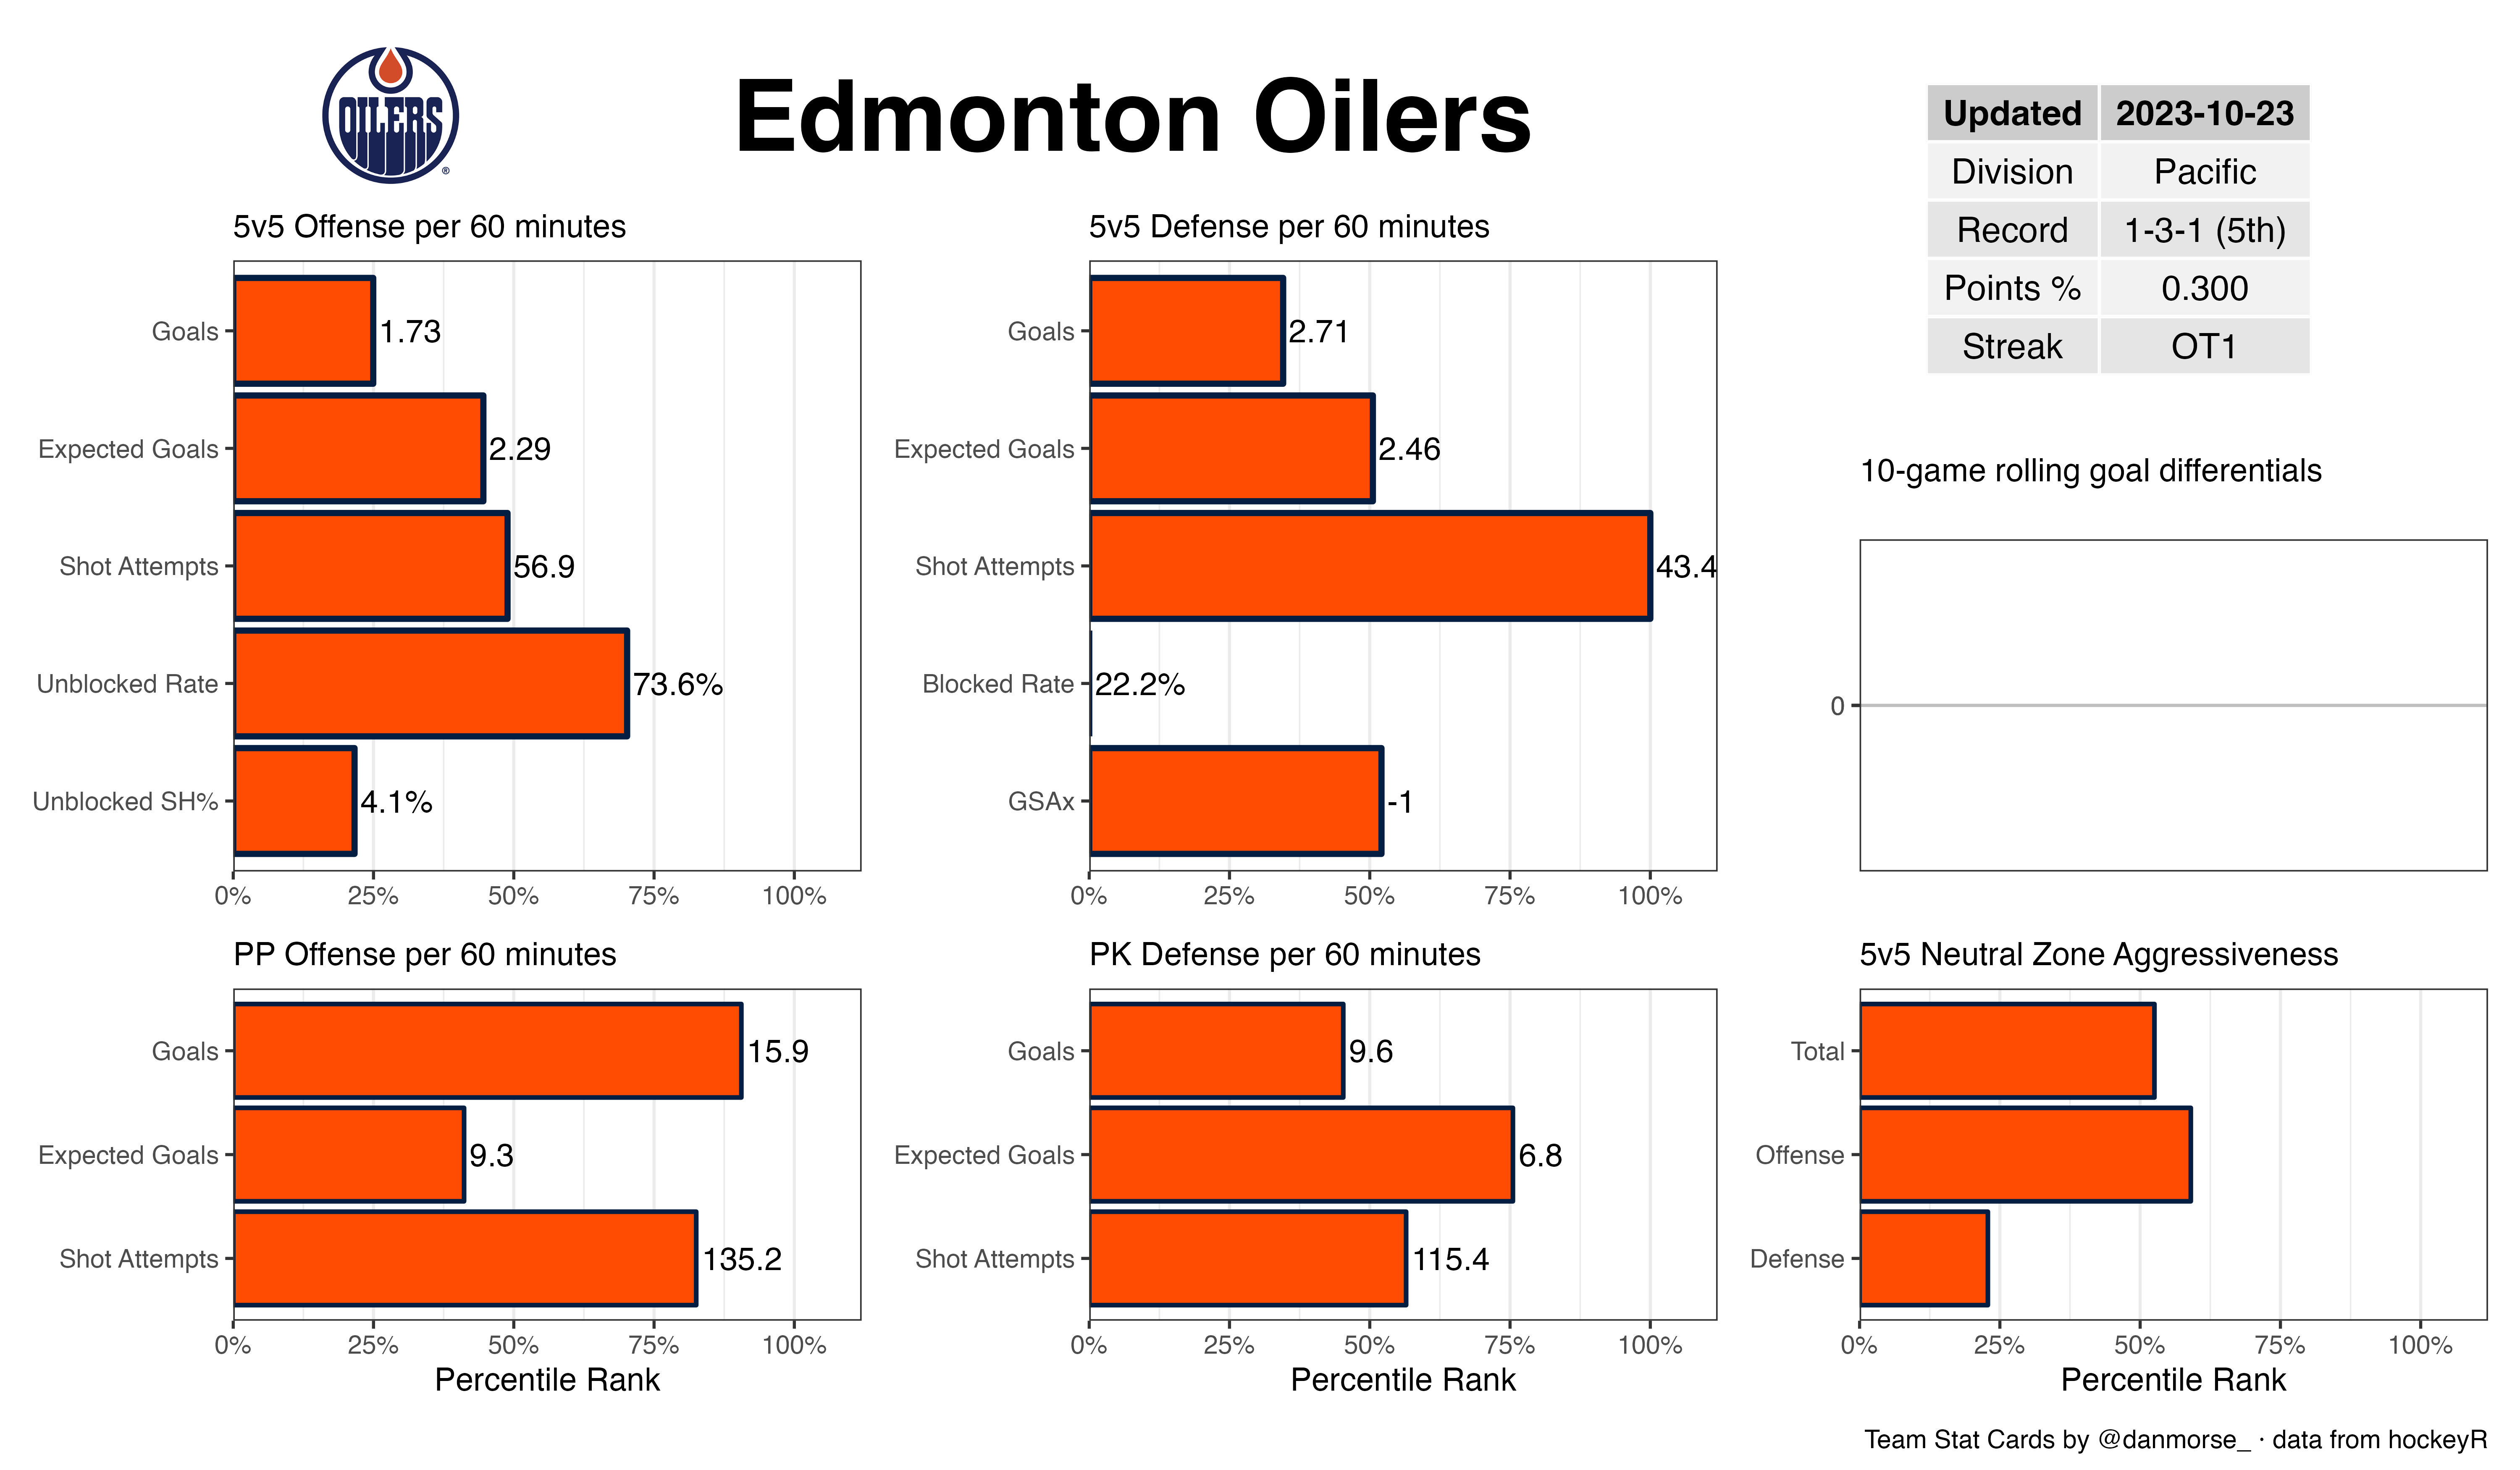 OILERS
®
Edmonton Oilers
Updated 2023-10-23
Division Pacific
Record 1-3-1 (5th)
Points % 0.300
Streak OT1
5v5 Offense per 60 minutes
Goals 1.73
Expected Goals 2.29
Shot Attempts 56.9
Unblocked Rate 73.6%
Unblocked SH% 4.1%
0% 25% 50% 75% 100%
5v5 Defense per 60 minutes
Goals 2.71
Expected Goals 2.46
Shot Attempts 43.4
Blocked Rate 22.2%
GSAx -1
0% 25% 50% 75% 100%
10-game rolling goal differentials
0
PP Offense per 60 minutes
Goals 15.9
Expected Goals 9.3
Shot Attempts 135.2
0% 25% 50% 75% 100%
Percentile Rank
PK Defense per 60 minutes
Goals 9.6
Expected Goals 6.8
Shot Attempts 115.4
0% 25% 50% 75% 100%
Percentile Rank
5v5 Neutral Zone Aggressiveness
Total
Offense
Defense
0% 25% 50% 75% 100%
Percentile Rank
Team Stat Cards by @danmorse_ · data from hockeyR